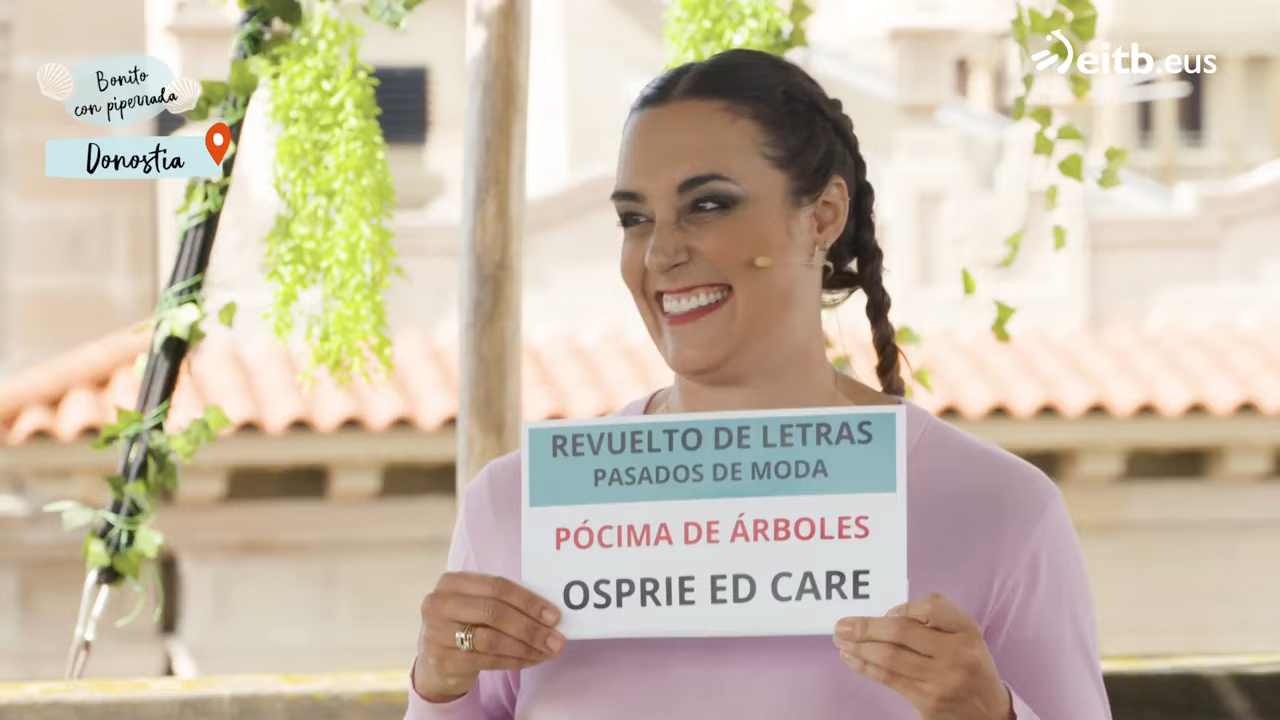 Bonito
con piperrada
Donostia
eitb.eus
REVUELTO DE LETRAS
PASADOS DE MODA
PÓCIMA DE ÁRBOLES
OSPRIE ED CARE